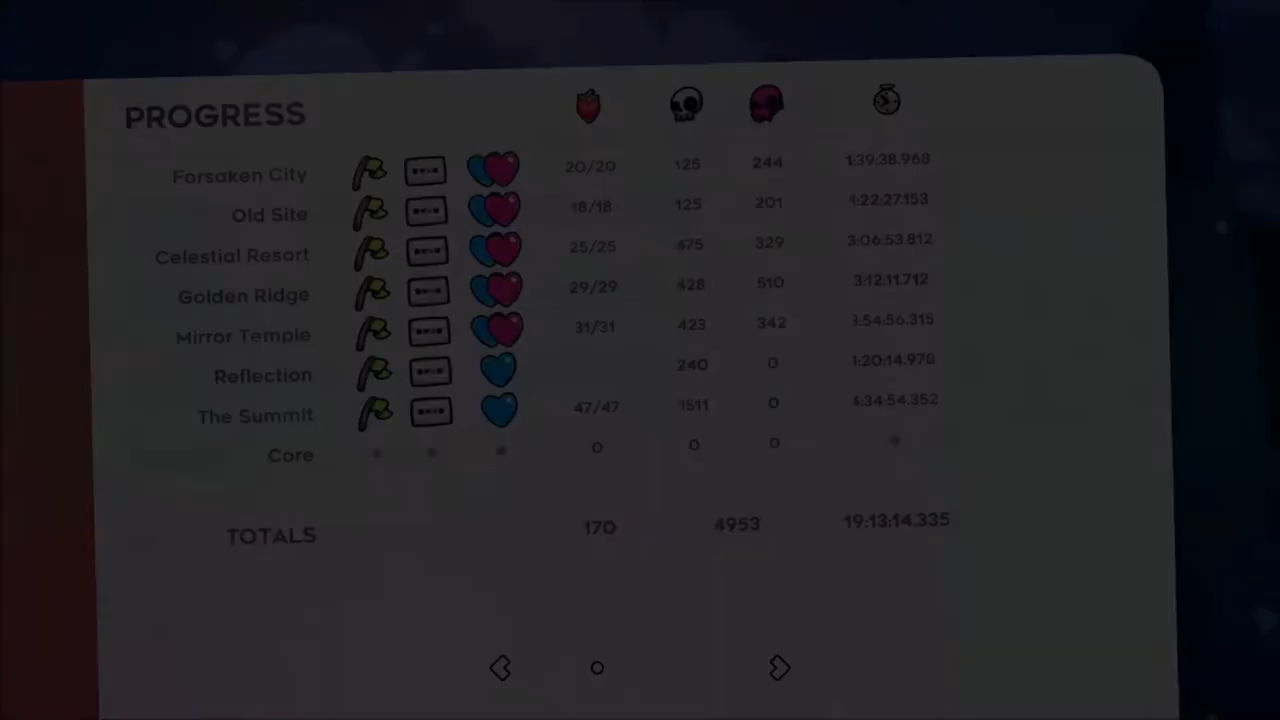 PROGRESS
Forsaken City 20/20 125 244 1:39:38.968
Old Site 18/18 125 201 1:22:27.153
Celestial Resort 25/25 475 329 3:06:53.812
Golden Ridge 29/29 428 510 3:12:11.712
Mirror Temple 31/31 423 342 3:54:56.315
Reflection 240 0 1:20:14.978
The Summit 47/47 1511 0 4:34:54.352
Core 0 0 0
TOTALS 170 4953 19:13:14.335